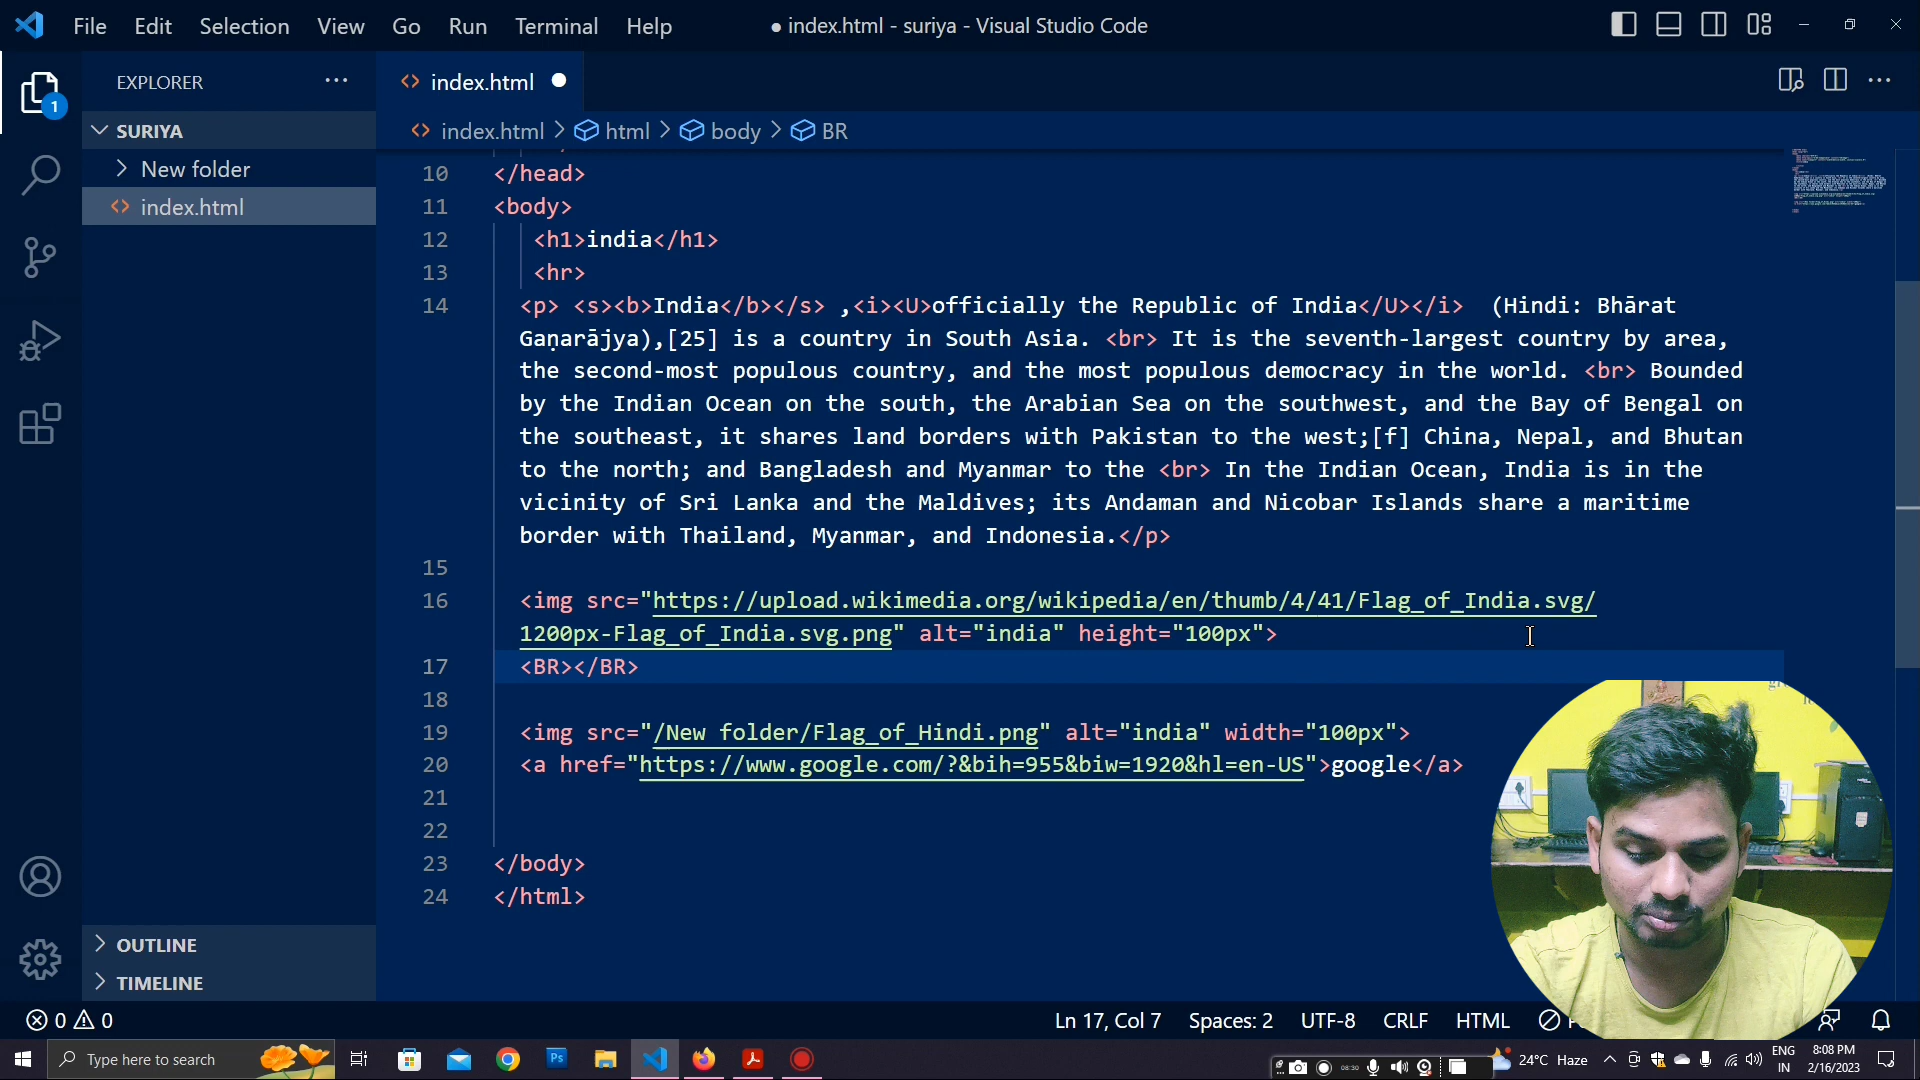 File Edit Selection View Go Run Terminal Help
● index.html - suriya - Visual Studio Code
EXPLORER
index.html
1
SURIYA
index.html > html > body > BR
New folder
index.html
10 </head>
11 <body>
12 <h1>india</h1>
13 <hr>
14 <p> <s><b>India</b></s> ,<i><U>officially the Republic of India</U></i>  (Hindi: Bhārat
Gaṇarājya),[25] is a country in South Asia. <br> It is the seventh-largest country by area,
the second-most populous country, and the most populous democracy in the world. <br> Bounded
by the Indian Ocean on the south, the Arabian Sea on the southwest, and the Bay of Bengal on
the southeast, it shares land borders with Pakistan to the west;[f] China, Nepal, and Bhutan
to the north; and Bangladesh and Myanmar to the <br> In the Indian Ocean, India is in the
vicinity of Sri Lanka and the Maldives; its Andaman and Nicobar Islands share a maritime
border with Thailand, Myanmar, and Indonesia.</p>
15
16 <img src="https://upload.wikimedia.org/wikipedia/en/thumb/4/41/Flag_of_India.svg/
1200px-Flag_of_India.svg.png" alt="india" height="100px">
17 <BR></BR>
18
19 <img src="/New folder/Flag_of_Hindi.png" alt="india" width="100px">
20 <a href="https://www.google.com/?&bih=955&biw=1920&hl=en-US">google</a>
21
22
23 </body>
24 </html>
OUTLINE
TIMELINE
0 0
Ln 17, Col 7 Spaces: 2 UTF-8 CRLF HTML
Type here to search
Ps
08:30
24°C Haze
ENG
IN
8:08 PM
2/16/2023